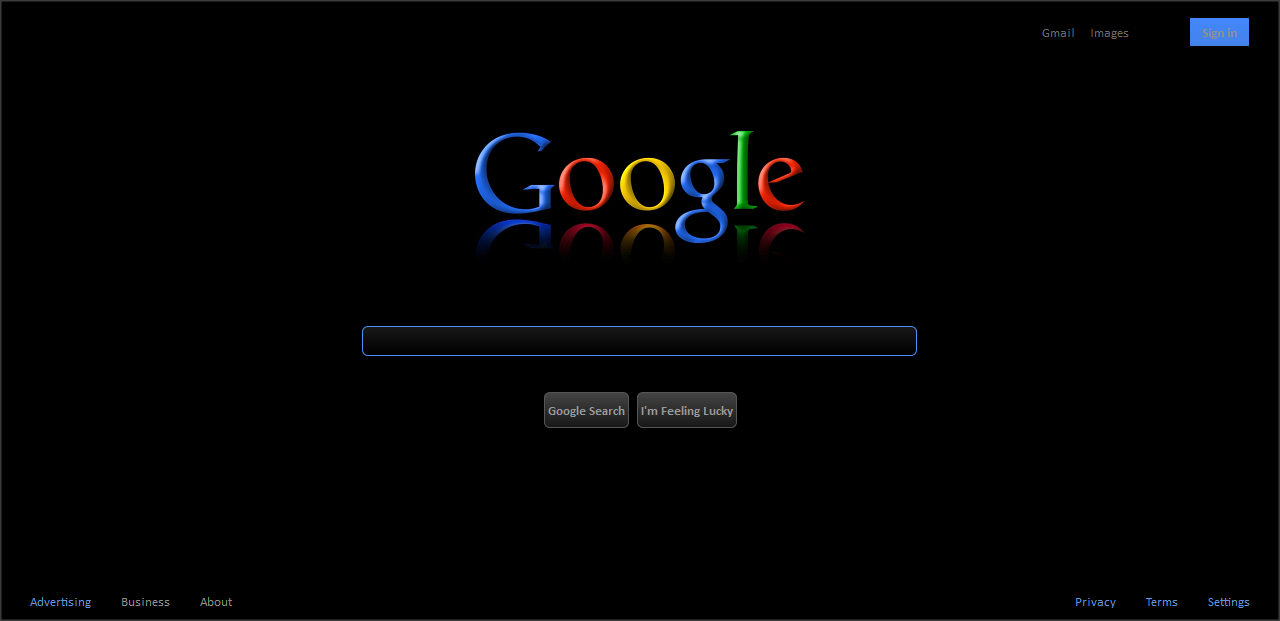 Gmail Images Sign in
Google
Google Search I'm Feeling Lucky
Advertising Business About Privacy Terms Settings